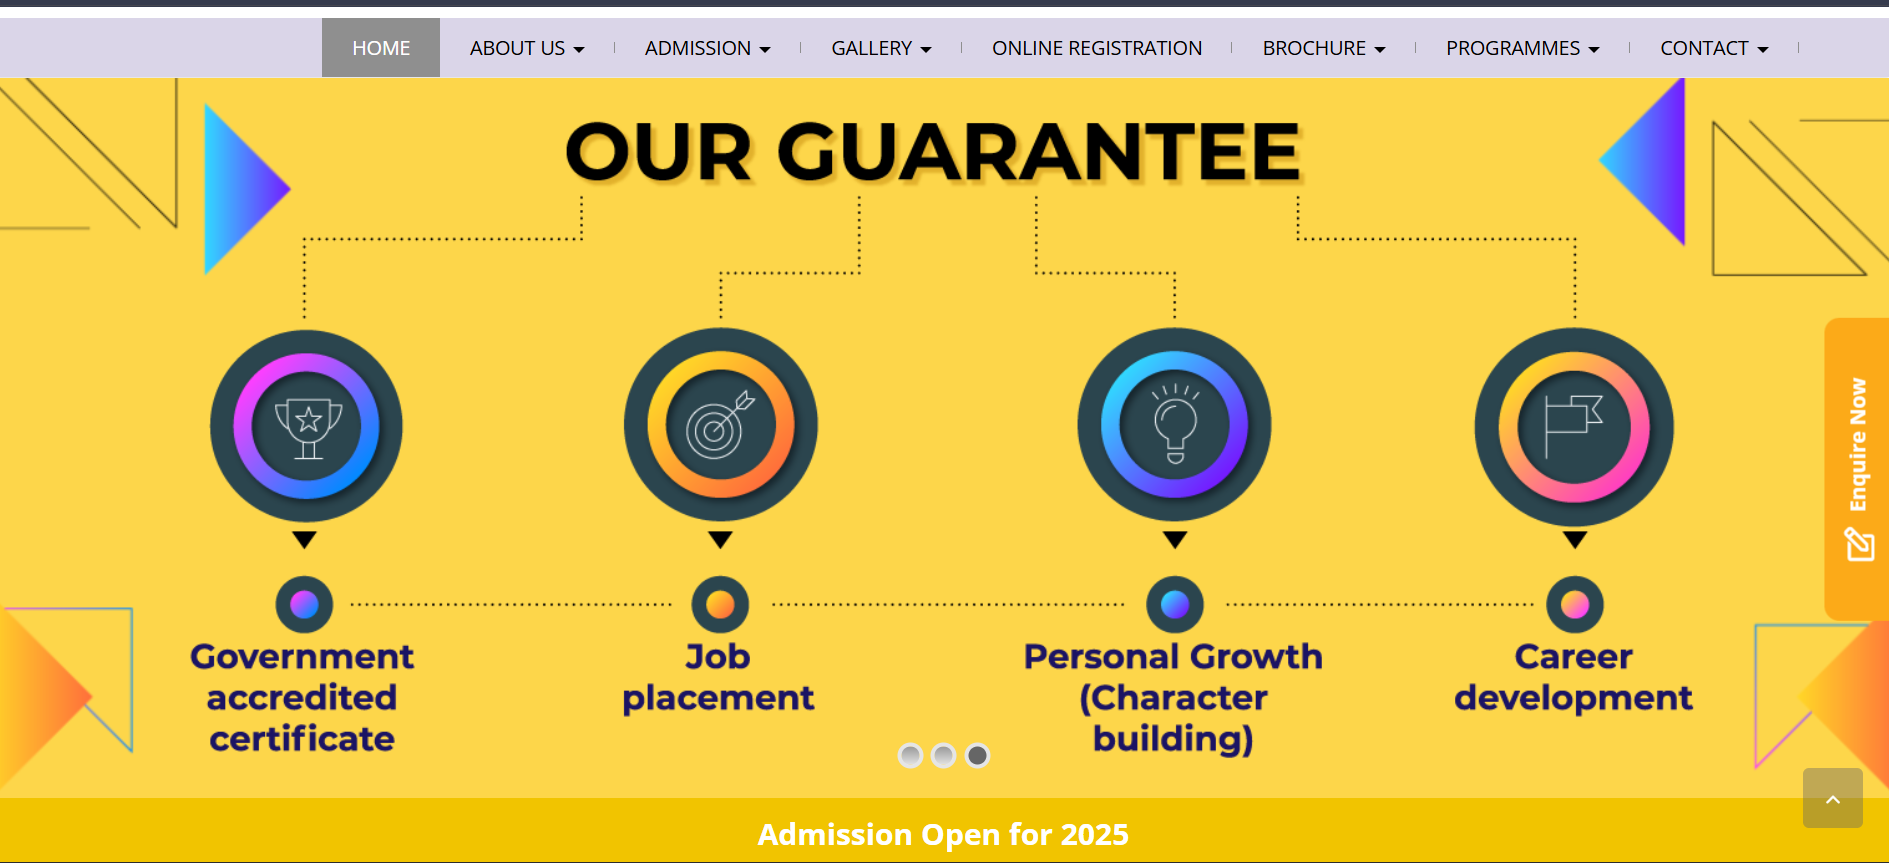 HOME ABOUT US ADMISSION GALLERY ONLINE REGISTRATION BROCHURE PROGRAMMES CONTACT
OUR GUARANTEE
Enquire Now
Government
accredited
certificate
Job
placement
Personal Growth
(Character
building)
Career
development
Admission Open for 2025